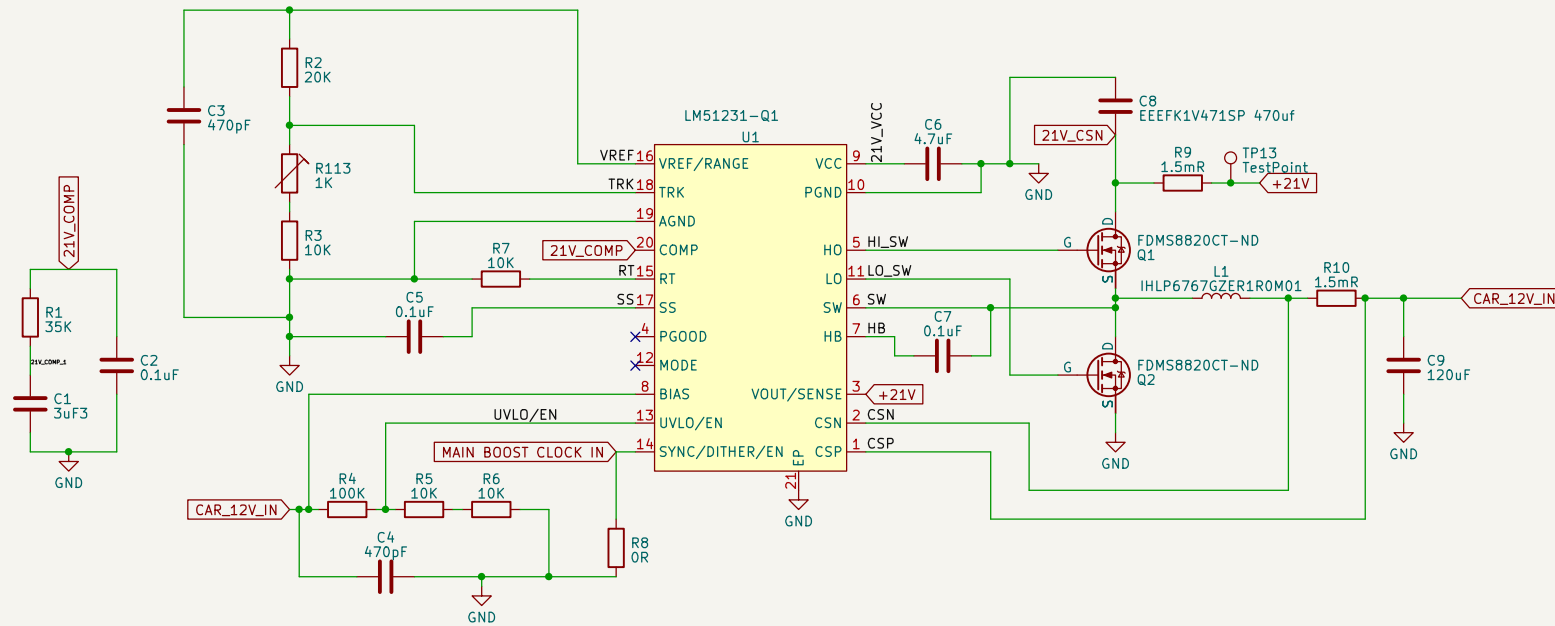 21V_COMP
R1
35K
21V_COMP_1
C1
3uF3
C2
0.1uF
GND
C3
470pF
R2
20K
R113
1K
R3
10K
GND
R7
10K
C5
0.1uF
21V_COMP
UVLO/EN
MAIN BOOST CLOCK IN
CAR_12V_IN
R4
100K
R5
10K
R6
10K
C4
470pF
GND
R8
0R
LM51231-Q1
U1
VREF 16 VREF/RANGE
TRK 18 TRK
19 AGND
20 COMP
RT 15 RT
SS 17 SS
4 PGOOD
12 MODE
8 BIAS
13 UVLO/EN
14 SYNC/DITHER/EN
EP
21
GND
VCC 9 21V_VCC
PGND 10
HO 5 HI_SW
LO 11 LO_SW
SW 6 SW
HB 7 HB
VOUT/SENSE 3 +21V
CSN 2 CSN
CSP 1 CSP
C6
4.7uF
GND
C7
0.1uF
C8
EEEFK1V471SP 470uf
21V_CSN
R9
1.5mR
TP13
TestPoint
+21V
D
G
S
FDMS8820CT-ND
Q1
L1
IHLP6767GZER1R0M01
R10
1.5mR
CAR_12V_IN
D
G
S
FDMS8820CT-ND
Q2
GND
C9
120uF
GND